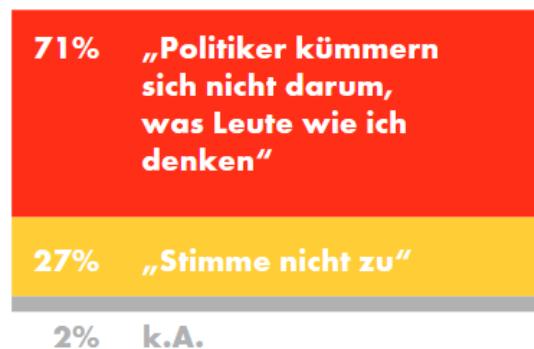 71% „Politiker kümmern
sich nicht darum,
was Leute wie ich
denken“
27% „Stimme nicht zu“
2% k.A.